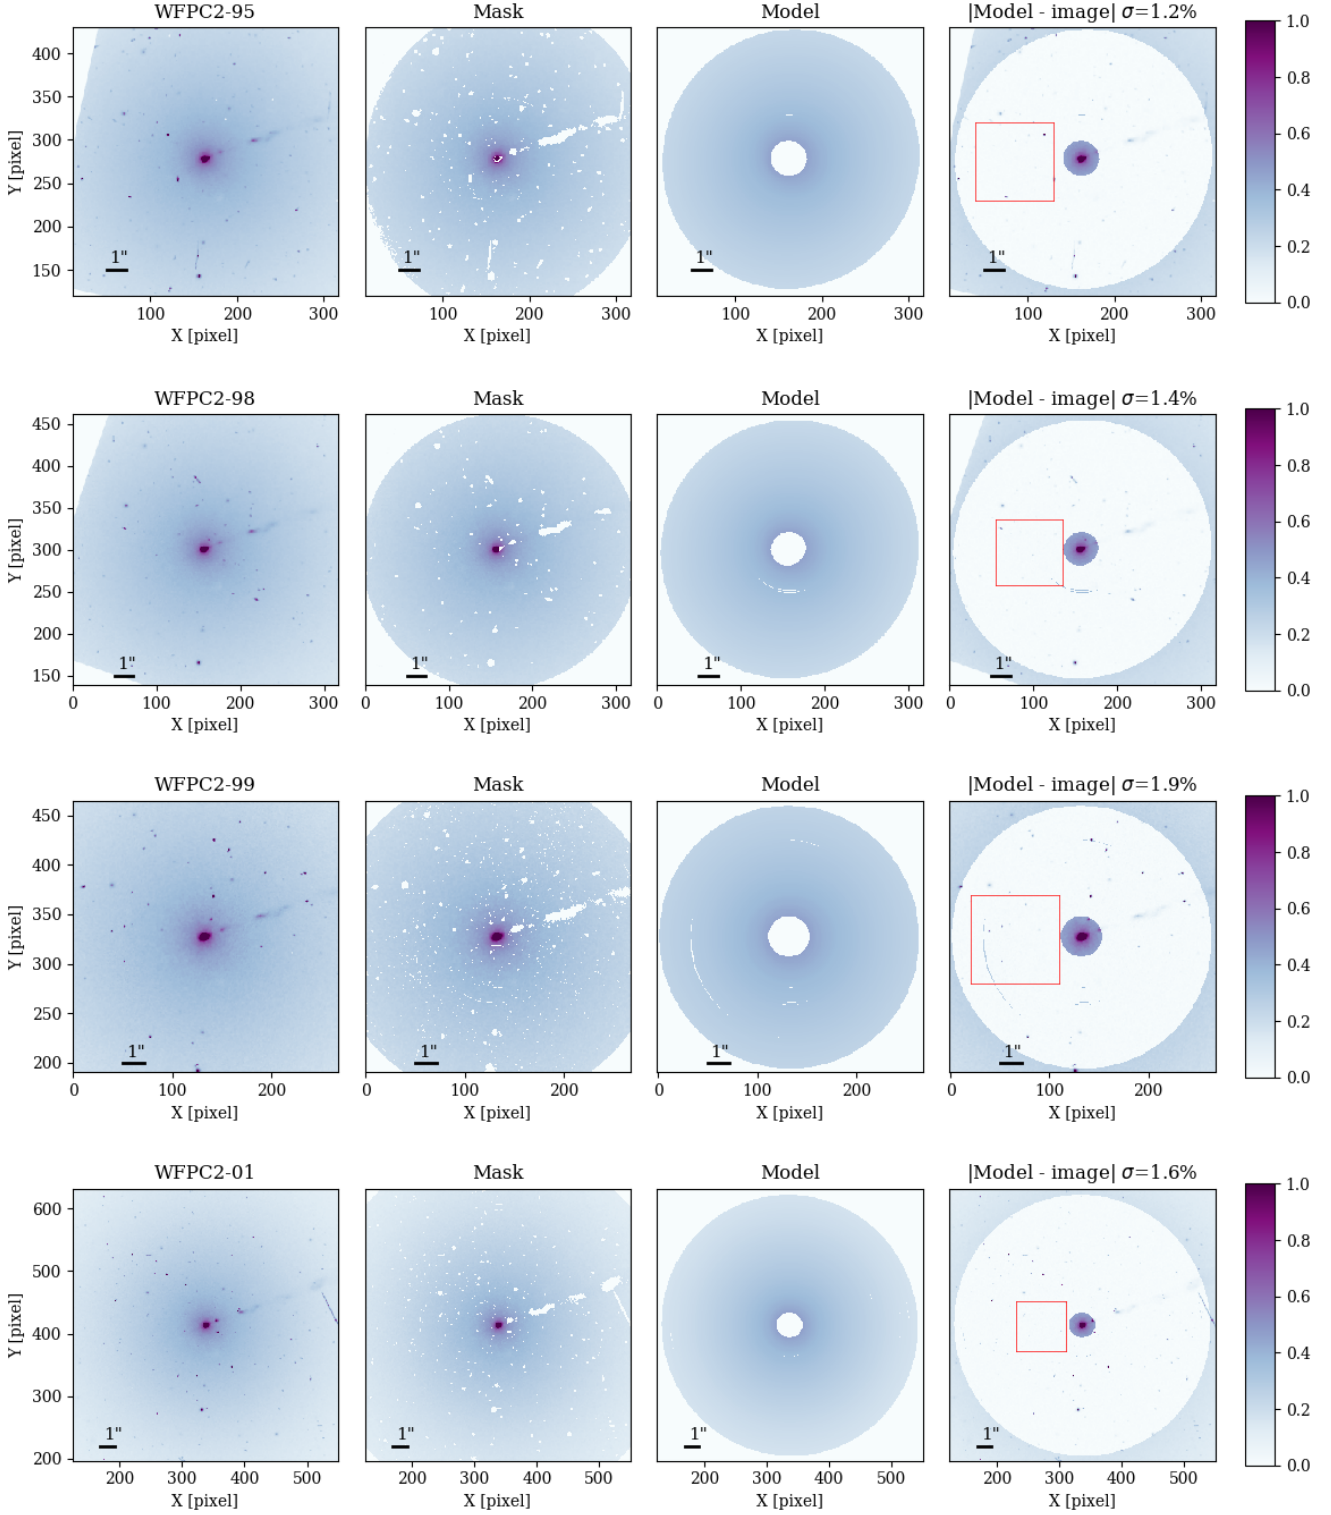 WFPC2-95 Mask Model |Model - image| σ=1.2%
400 350 300 250 200 150
Y [pixel]
1" 1" 1" 1"
100 200 300 100 200 300 100 200 300 100 200 300
X [pixel] X [pixel] X [pixel] X [pixel]
1.0 0.8 0.6 0.4 0.2 0.0
WFPC2-98 Mask Model |Model - image| σ=1.4%
450 400 350 300 250 200 150
Y [pixel]
1" 1" 1" 1"
0 100 200 300 0 100 200 300 0 100 200 300 0 100 200 300
X [pixel] X [pixel] X [pixel] X [pixel]
1.0 0.8 0.6 0.4 0.2 0.0
WFPC2-99 Mask Model |Model - image| σ=1.9%
450 400 350 300 250 200
Y [pixel]
1" 1" 1" 1"
0 100 200 0 100 200 0 100 200 0 100 200
X [pixel] X [pixel] X [pixel] X [pixel]
1.0 0.8 0.6 0.4 0.2 0.0
WFPC2-01 Mask Model |Model - image| σ=1.6%
600 500 400 300 200
Y [pixel]
1" 1" 1" 1"
200 300 400 500 200 300 400 500 200 300 400 500 200 300 400 500
X [pixel] X [pixel] X [pixel] X [pixel]
1.0 0.8 0.6 0.4 0.2 0.0